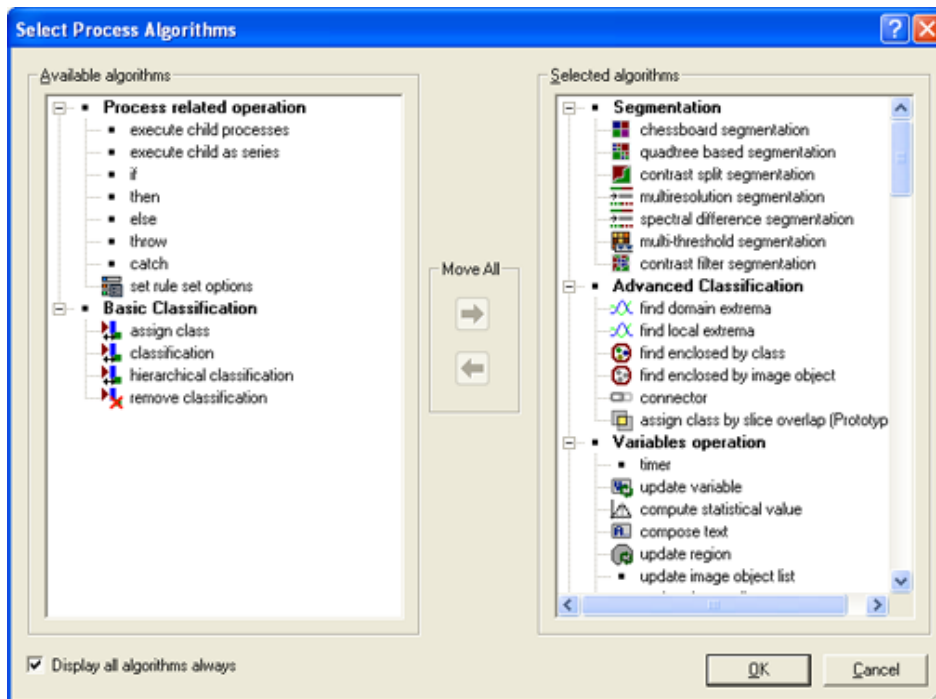 Select Process Algorithms
Available algorithms
Process related operation
execute child processes
execute child as series
if
then
else
throw
catch
set rule set options
Basic Classification
assign class
classification
hierarchical classification
remove classification
Move All
Selected algorithms
Segmentation
chessboard segmentation
quadtree based segmentation
contrast split segmentation
multiresolution segmentation
spectral difference segmentation
multi-threshold segmentation
contrast filter segmentation
Advanced Classification
find domain extrema
find local extrema
find enclosed by class
find enclosed by image object
connector
assign class by slice overlap (Prototyp
Variables operation
timer
update variable
compute statistical value
compose text
update region
update image object list
Display all algorithms always
OK
Cancel